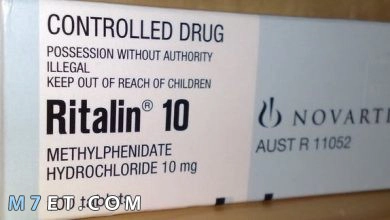 CONTROLLED DRUG
POSSESSION WITHOUT AUTHORITY
ILLEGAL
KEEP OUT OF REACH OF CHILDREN
Ritalin® 10
METHYLPHENIDATE
HYDROCHLORIDE 10 mg
NOVARTI
AUST R 11052
M7ET.COM